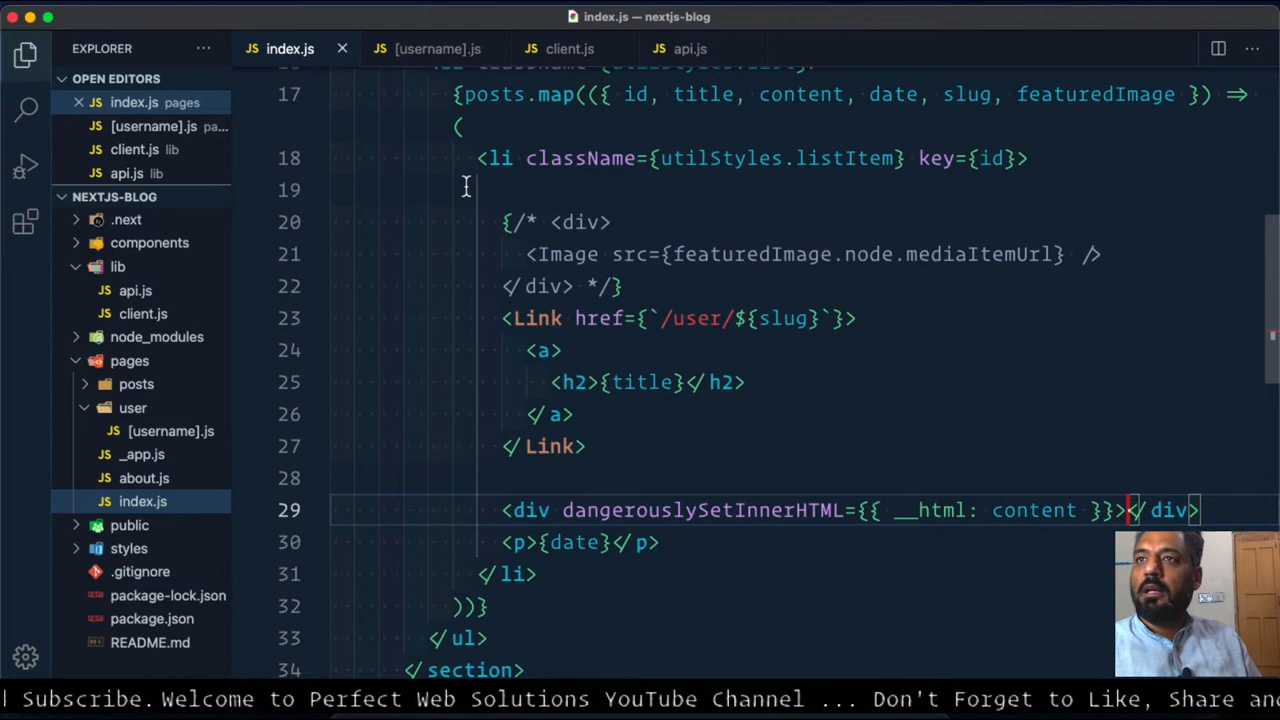 index.js — nextjs-blog
EXPLORER
index.js
[username].js
client.js
api.js
OPEN EDITORS
index.js pages
[username].js pa...
client.js lib
api.js lib
NEXTJS-BLOG
.next
components
lib
api.js
client.js
node_modules
pages
posts
user
[username].js
_app.js
about.js
index.js
public
styles
.gitignore
package-lock.json
package.json
README.md
17 {posts.map(({ id, title, content, date, slug, featuredImage }) =>
(
18 <li className={utilStyles.listItem} key={id}>
19
20 {/* <div>
21 <Image src={featuredImage.node.mediaItemUrl} />
22 </div> */}
23 <Link href={`/user/${slug}`}>
24 <a>
25 <h2>{title}</h2>
26 </a>
27 </Link>
28
29 <div dangerouslySetInnerHTML={{ __html: content }}></div>
30 <p>{date}</p>
31 </li>
32 ))}
33 </ul>
34 </section>
Subscribe.Welcome to Perfect Web Solutions YouTube Channel ... Don't Forget to Like, Share and